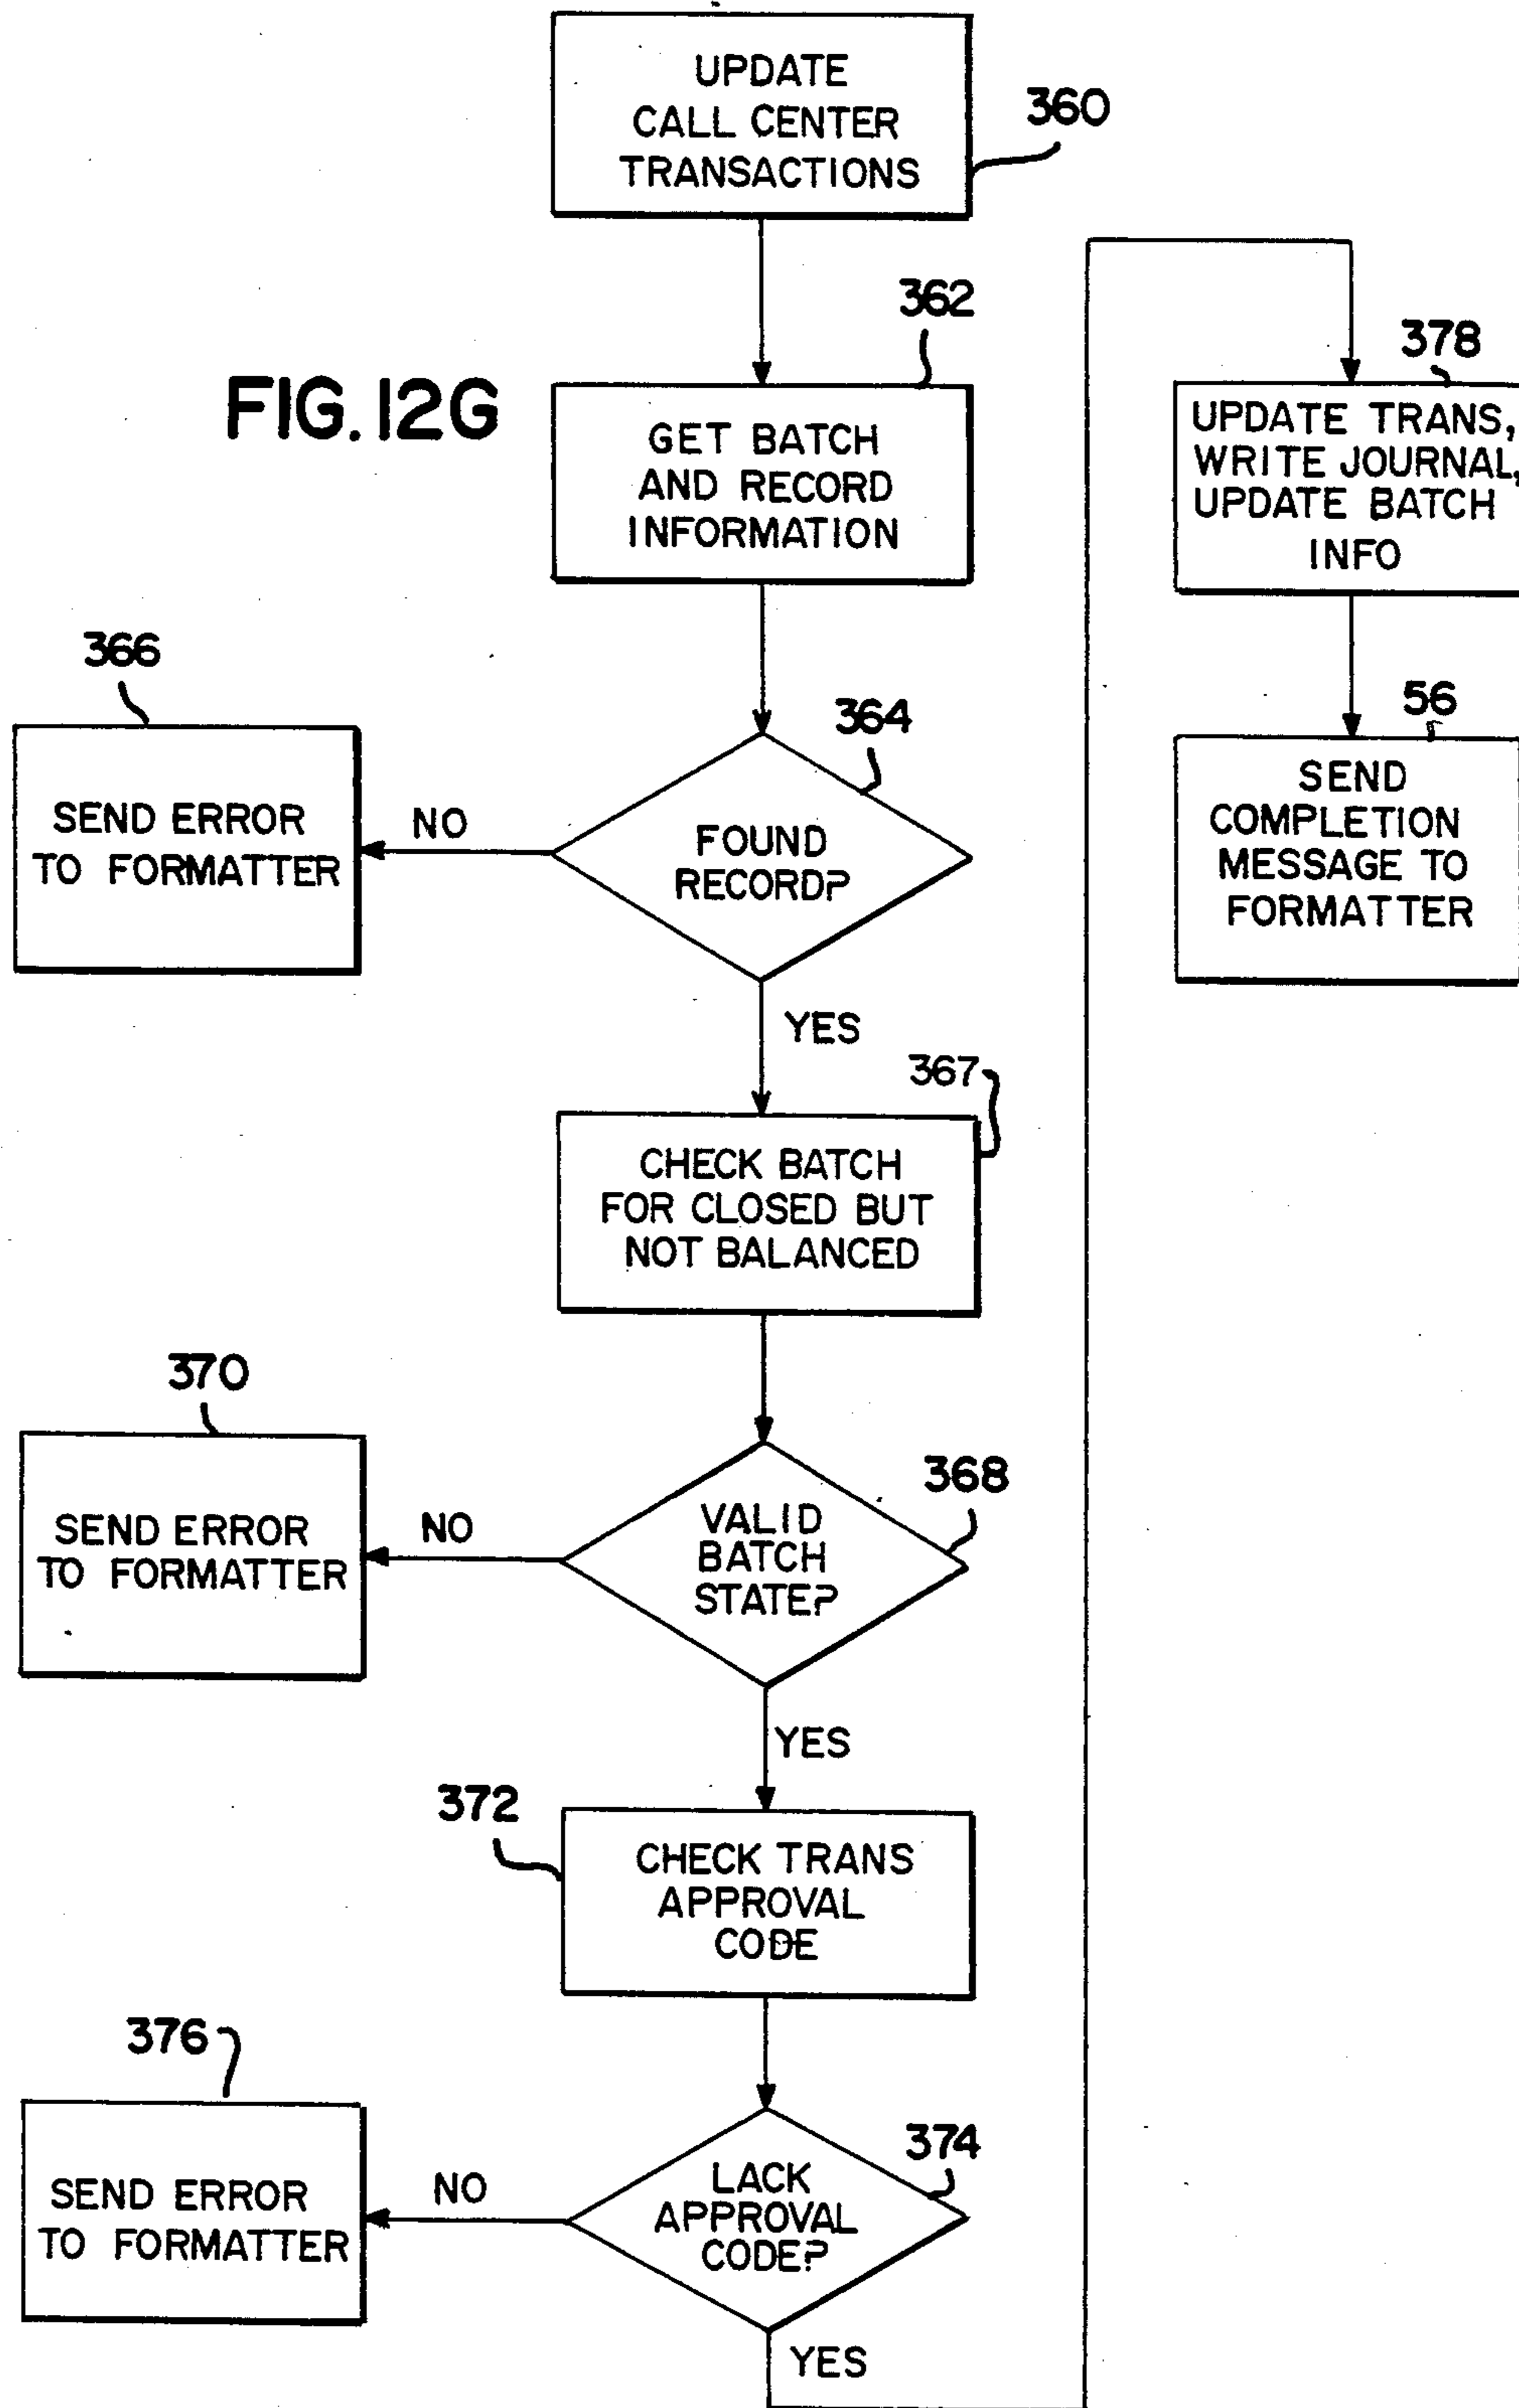 UPDATE
CALL CENTER
TRANSACTIONS
360
362
FIG. 12G
GET BATCH
AND RECORD
INFORMATION
366
SEND ERROR
TO FORMATTER
NO
364
FOUND
RECORD?
YES
367
CHECK BATCH
FOR CLOSED BUT
NOT BALANCED
370
SEND ERROR
TO FORMATTER
NO
368
VALID
BATCH
STATE?
YES
372
CHECK TRANS
APPROVAL
CODE
376
SEND ERROR
TO FORMATTER
NO
374
LACK
APPROVAL
CODE?
YES
378
UPDATE TRANS,
WRITE JOURNAL,
UPDATE BATCH
INFO
56
SEND
COMPLETION
MESSAGE TO
FORMATTER